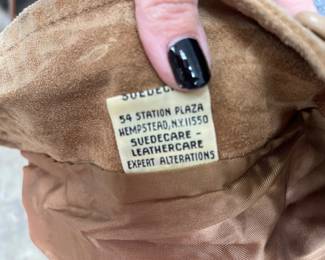 54 STATION PLAZA
HEMPSTEAD, N.Y. 11550
SUEDECARE -
LEATHERCARE
EXPERT ALTERATIONS